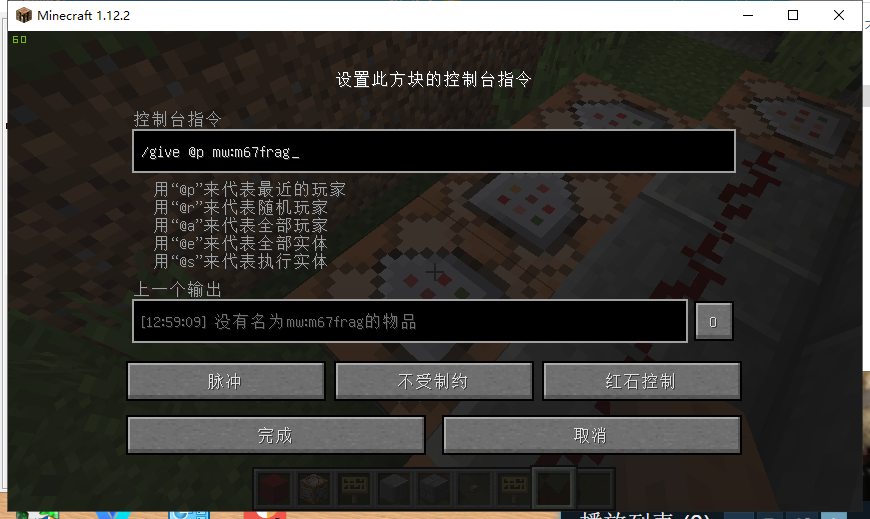 Minecraft 1.12.2
60
设置此方块的控制台指令
控制台指令
/give @p mw:m67frag_
用“@p”来代表最近的玩家
用“@r”来代表随机玩家
用“@a”来代表全部玩家
用“@e”来代表全部实体
用“@s”来代表执行实体
上一个输出
[12:59:09] 没有名为mw:m67frag的物品
O
脉冲
不受制约
红石控制
完成
取消